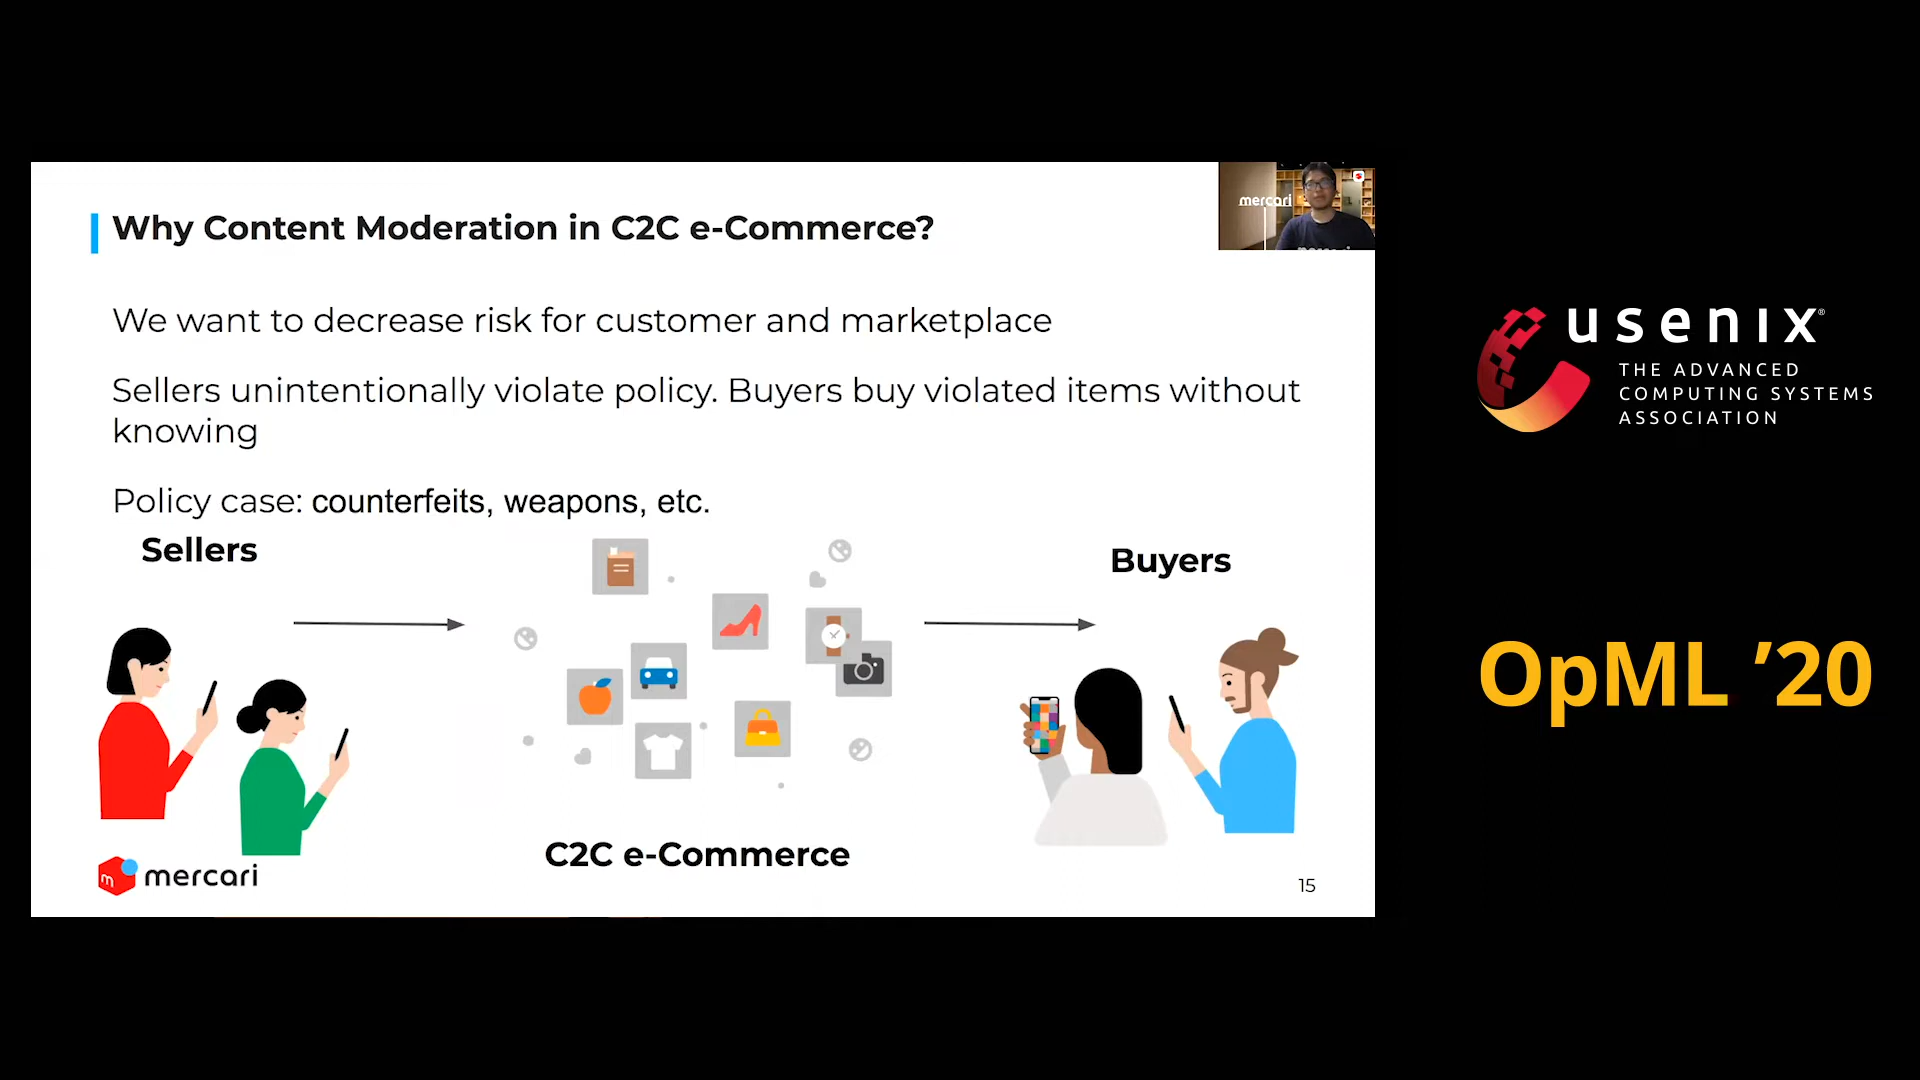 Why Content Moderation in C2C e-Commerce?
mercari
We want to decrease risk for customer and marketplace
Sellers unintentionally violate policy. Buyers buy violated items without
knowing
Policy case: counterfeits, weapons, etc.
Sellers
Buyers
C2C e-Commerce
m mercari
15
usenix®
THE ADVANCED
COMPUTING SYSTEMS
ASSOCIATION
OpML ’20